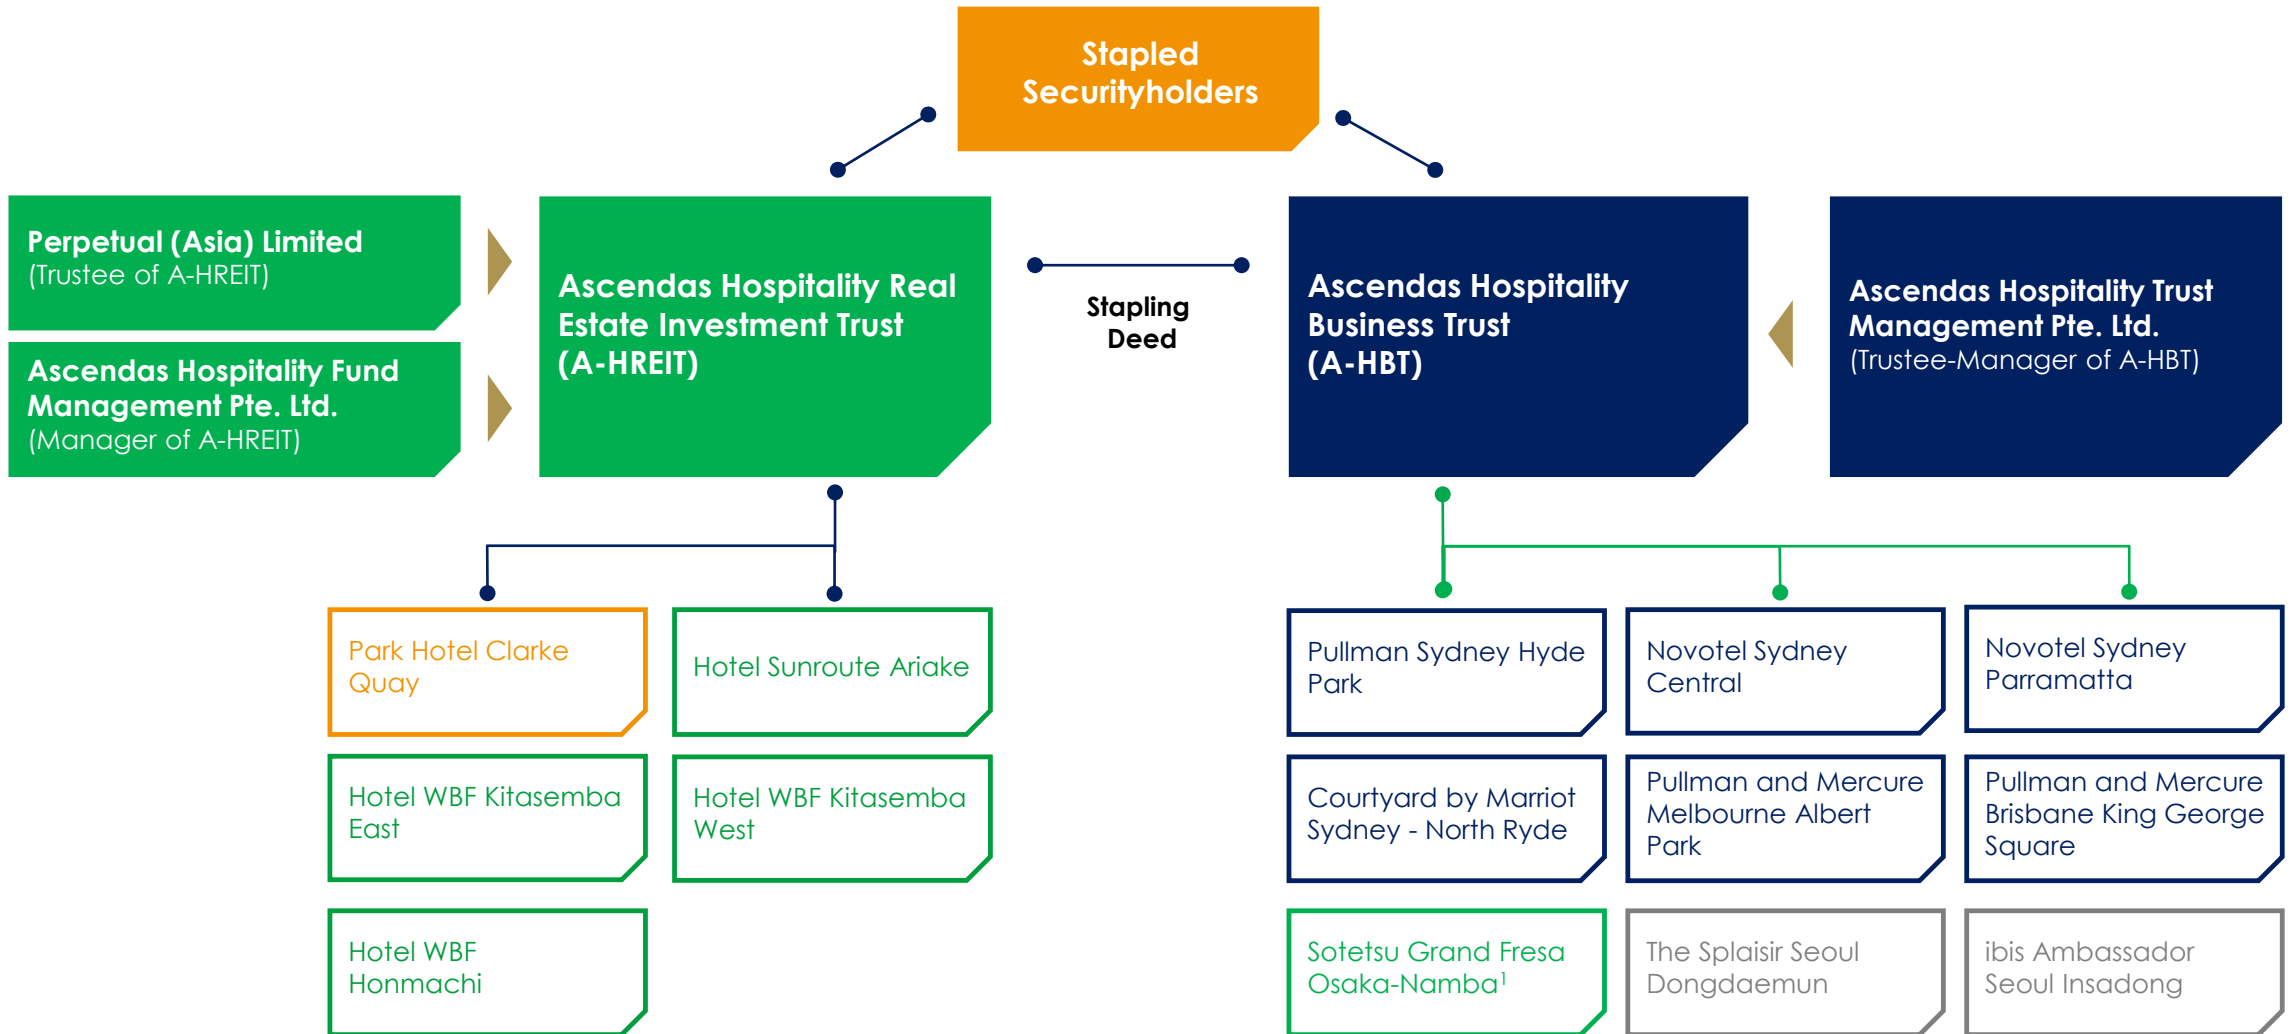 Stapled
Securityholders
Perpetual (Asia) Limited
(Trustee of A-HREIT)
Ascendas Hospitality Fund
Management Pte. Ltd.
(Manager of A-HREIT)
Ascendas Hospitality Real
Estate Investment Trust
(A-HREIT)
Stapling
Deed
Ascendas Hospitality
Business Trust
(A-HBT)
Ascendas Hospitality Trust
Management Pte. Ltd.
(Trustee-Manager of A-HBT)
Park Hotel Clarke
Quay
Hotel Sunroute Ariake
Hotel WBF Kitasemba
East
Hotel WBF Kitasemba
West
Hotel WBF
Honmachi
Pullman Sydney Hyde
Park
Novotel Sydney
Central
Novotel Sydney
Parramatta
Courtyard by Marriot
Sydney - North Ryde
Pullman and Mercure
Melbourne Albert
Park
Pullman and Mercure
Brisbane King George
Square
Sotetsu Grand Fresa
Osaka-Namba¹
The Splaisir Seoul
Dongdaemun
ibis Ambassador
Seoul Insadong